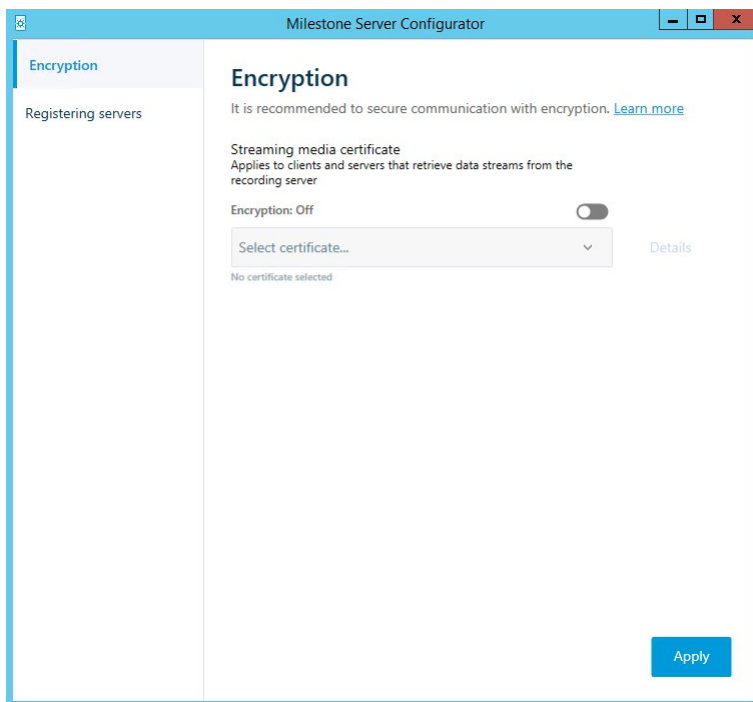 Milestone Server Configurator
Encryption
Registering servers
Encryption
It is recommended to secure communication with encryption. Learn more
Streaming media certificate
Applies to clients and servers that retrieve data streams from the
recording server
Encryption: Off
Select certificate...
Details
No certificate selected
Apply